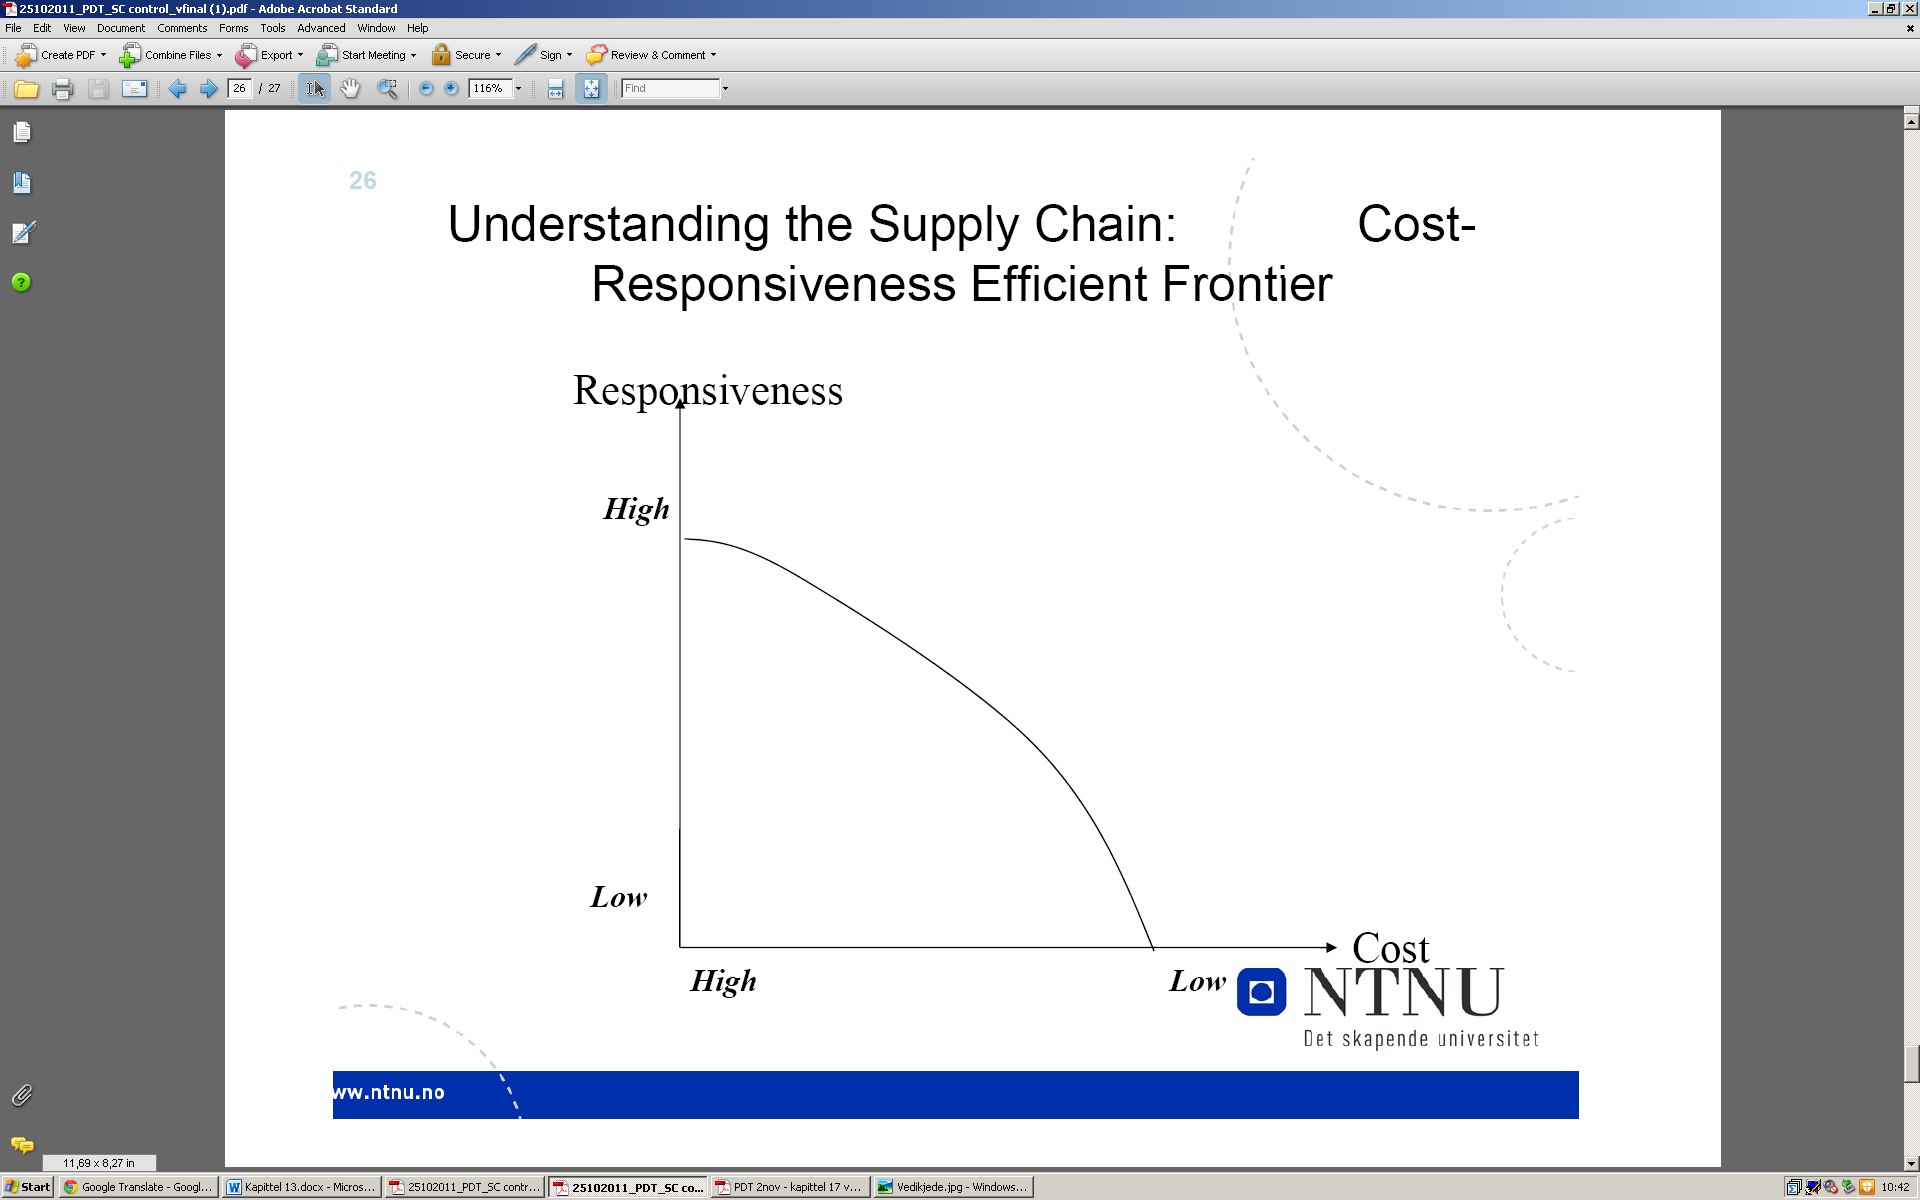 25102011_PDT_SC control_vfinal (1).pdf - Adobe Acrobat Standard
File Edit View Document Comments Forms Tools Advanced Window Help
Create PDF Combine Files Export Start Meeting Secure Sign Review & Comment
26 / 27 116% Find
26
Understanding the Supply Chain: Cost-
Responsiveness Efficient Frontier
Responsiveness
High
Low
Cost
High Low
NTNU
Det skapende universitet
ww.ntnu.no
11,69 x 8,27 in
Start Google Translate - Googl... Kapittel 13.docx - Micros... 25102011_PDT_SC contr... 25102011_PDT_SC co... PDT 2nov - kapittel 17 v... Vedikjede.jpg - Windows... 10:42